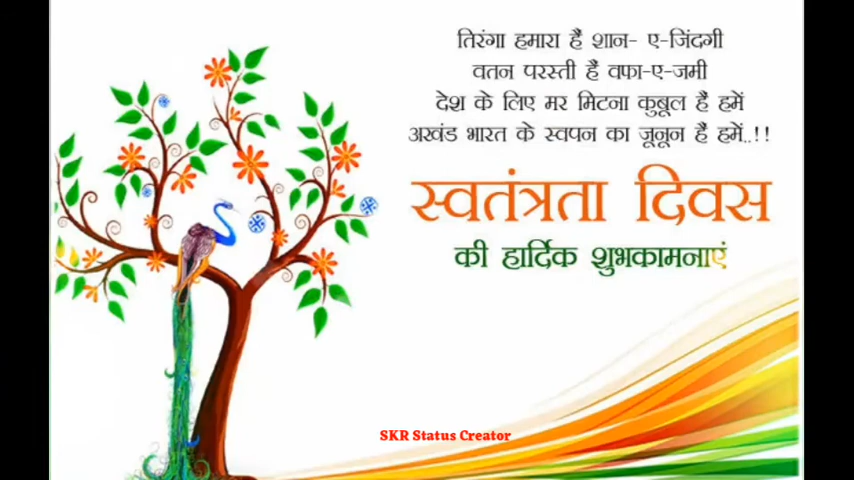 तिरंगा हमारा हैं शान- ए-जिंदगी
वतन परस्ती हैं वफा-ए-जमी
देश के लिए मर मिटना कुबूल हैं हमें
अखंड भारत के स्वपन का जूनून हैं हमें..!!
स्वतंत्रता दिवस
की हार्दिक शुभकामनाएं
SKR Status Creator